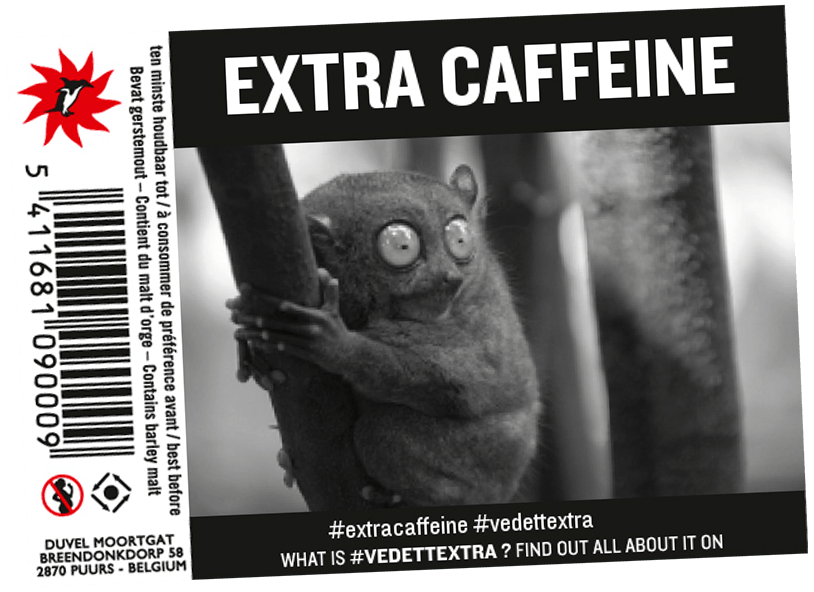 EXTRA CAFFEINE
#extracaffeine #vedettextra
WHAT IS #VEDETTEXTRA ? FIND OUT ALL ABOUT IT ON
ten minste houdbaar tot / à consommer de préférence avant / best before
Bevat gerstemout – Contient du malt d'orge – Contains barley malt
5 411681 090009
DUVEL MOORTGAT
BREENDONKDORP 58
2870 PUURS - BELGIUM